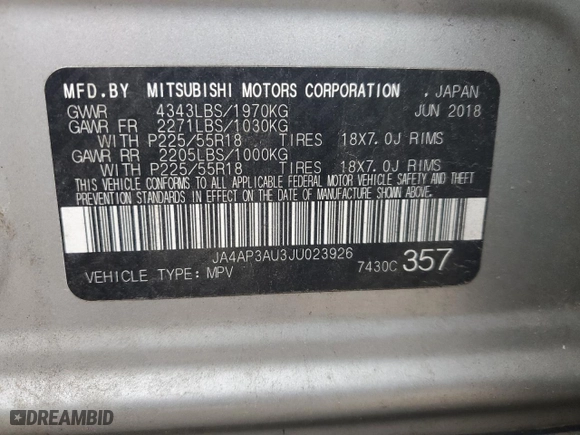 MFD.BY MITSUBISHI MOTORS CORPORATION . JAPAN
GVWR 4343LBS/1970KG JUN 2018
GAWR FR 2271LBS/1030KG
WITH P225/55R18 TIRES 18X7.0J RIMS
GAWR RR 2205LBS/1000KG
WITH P225/55R18 TIRES 18X7.0J RIMS
THIS VEHICLE CONFORMS TO ALL APPLICABLE FEDERAL MOTOR VEHICLE SAFETY AND THEFT
PREVENTION STANDARDS IN EFFECT ON THE DATE OF MANUFACTURE SHOWN ABOVE.
JA4AP3AU3JU023926
VEHICLE TYPE: MPV 7430C 357
DREAMBID